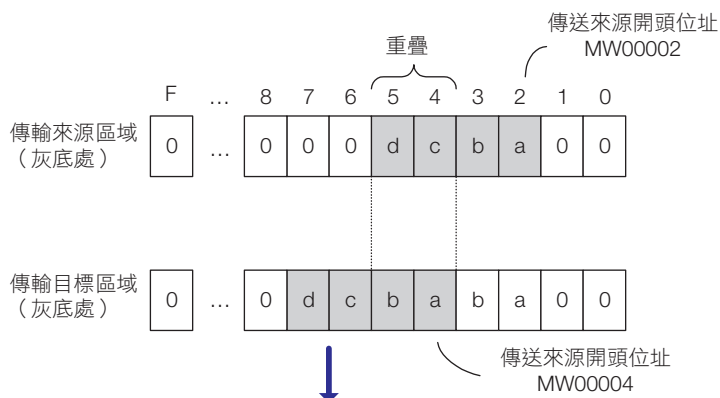 傳送來源開頭位址
MW00002
重疊
F … 8 7 6 5 4 3 2 1 0
傳輸來源區域
（灰底處）
0 … 0 0 0 d c b a 0 0
傳輸目標區域
（灰底處）
0 … 0 d c b a b a 0 0
傳送來源開頭位址
MW00004